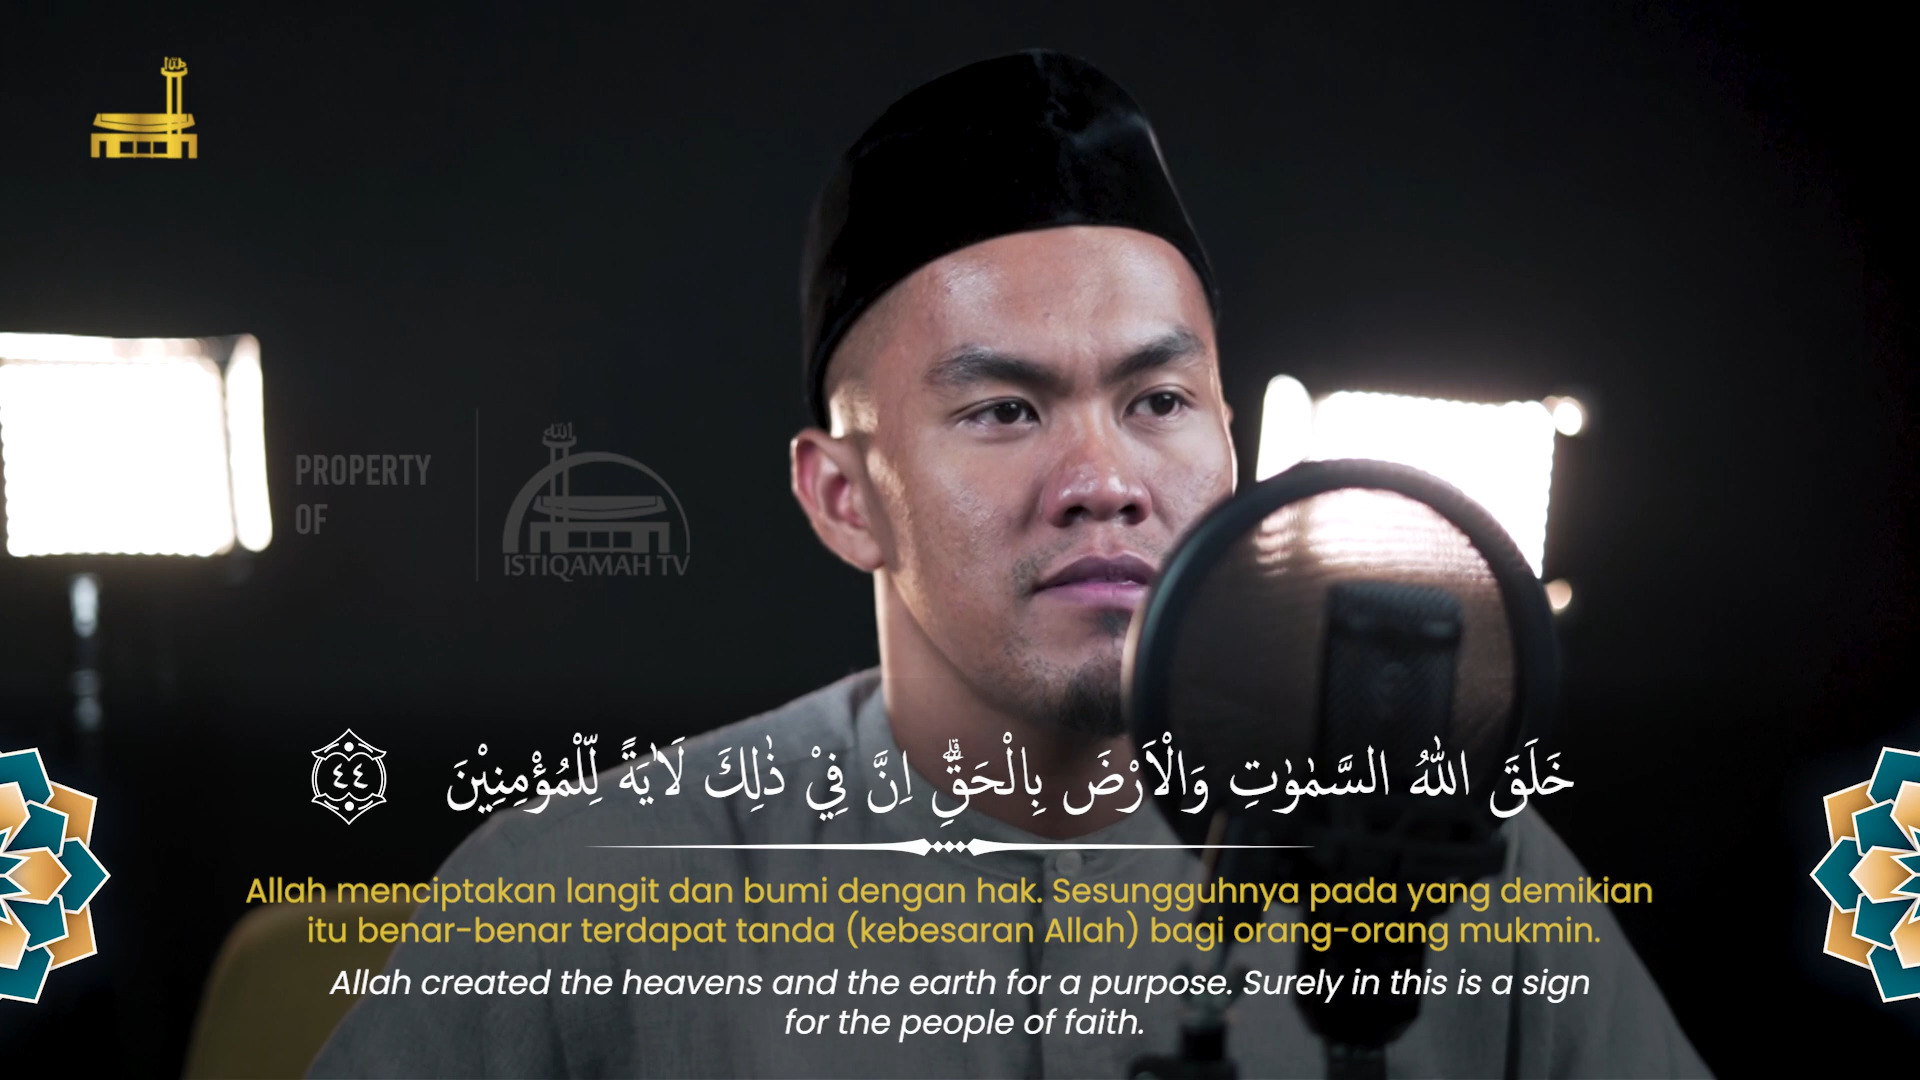 الله
PROPERTY
OF
الله
ISTIQAMAH TV
خَلَقَ اللّٰهُ السَّمٰوٰتِ وَالْاَرْضَ بِالْحَقِّۗ اِنَّ فِيْ ذٰلِكَ لَاٰيَةً لِّلْمُؤْمِنِيْنَ ٤٤
Allah menciptakan langit dan bumi dengan hak. Sesungguhnya pada yang demikian
itu benar-benar terdapat tanda (kebesaran Allah) bagi orang-orang mukmin.
Allah created the heavens and the earth for a purpose. Surely in this is a sign
for the people of faith.